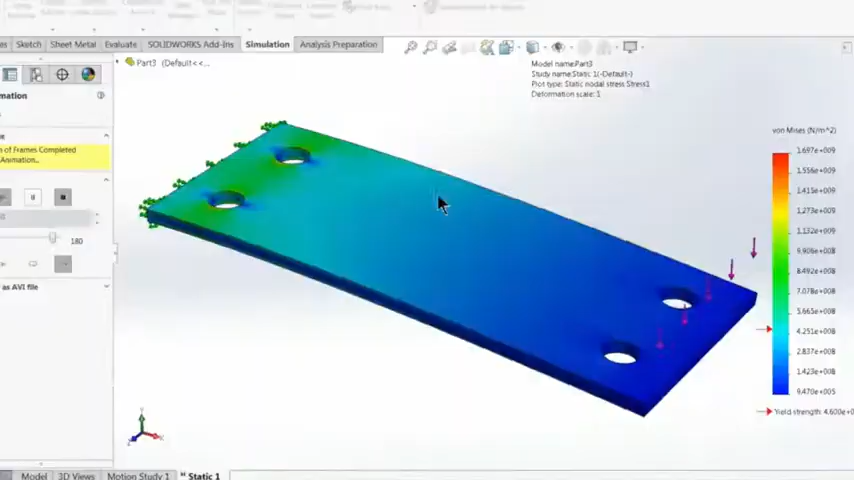 es Sketch Sheet Metal Evaluate SOLIDWORKS Add-Ins Simulation Analysis Preparation
Part3 (Default<<...
Model name:Part3
Study name:Static 1(-Default-)
Plot type: Static nodal stress Stress1
Deformation scale: 1
mation
e
n of Frames Completed
Animation...
180
as AVI file
von Mises (N/m^2)
1.697e+009
1.556e+009
1.414e+009
1.273e+009
1.132e+009
9.906e+008
8.492e+008
7.078e+008
5.665e+008
4.251e+008
2.837e+008
1.423e+008
9.470e+005
Yield strength: 4.600e+0
Model 3D Views Motion Study 1 Static 1